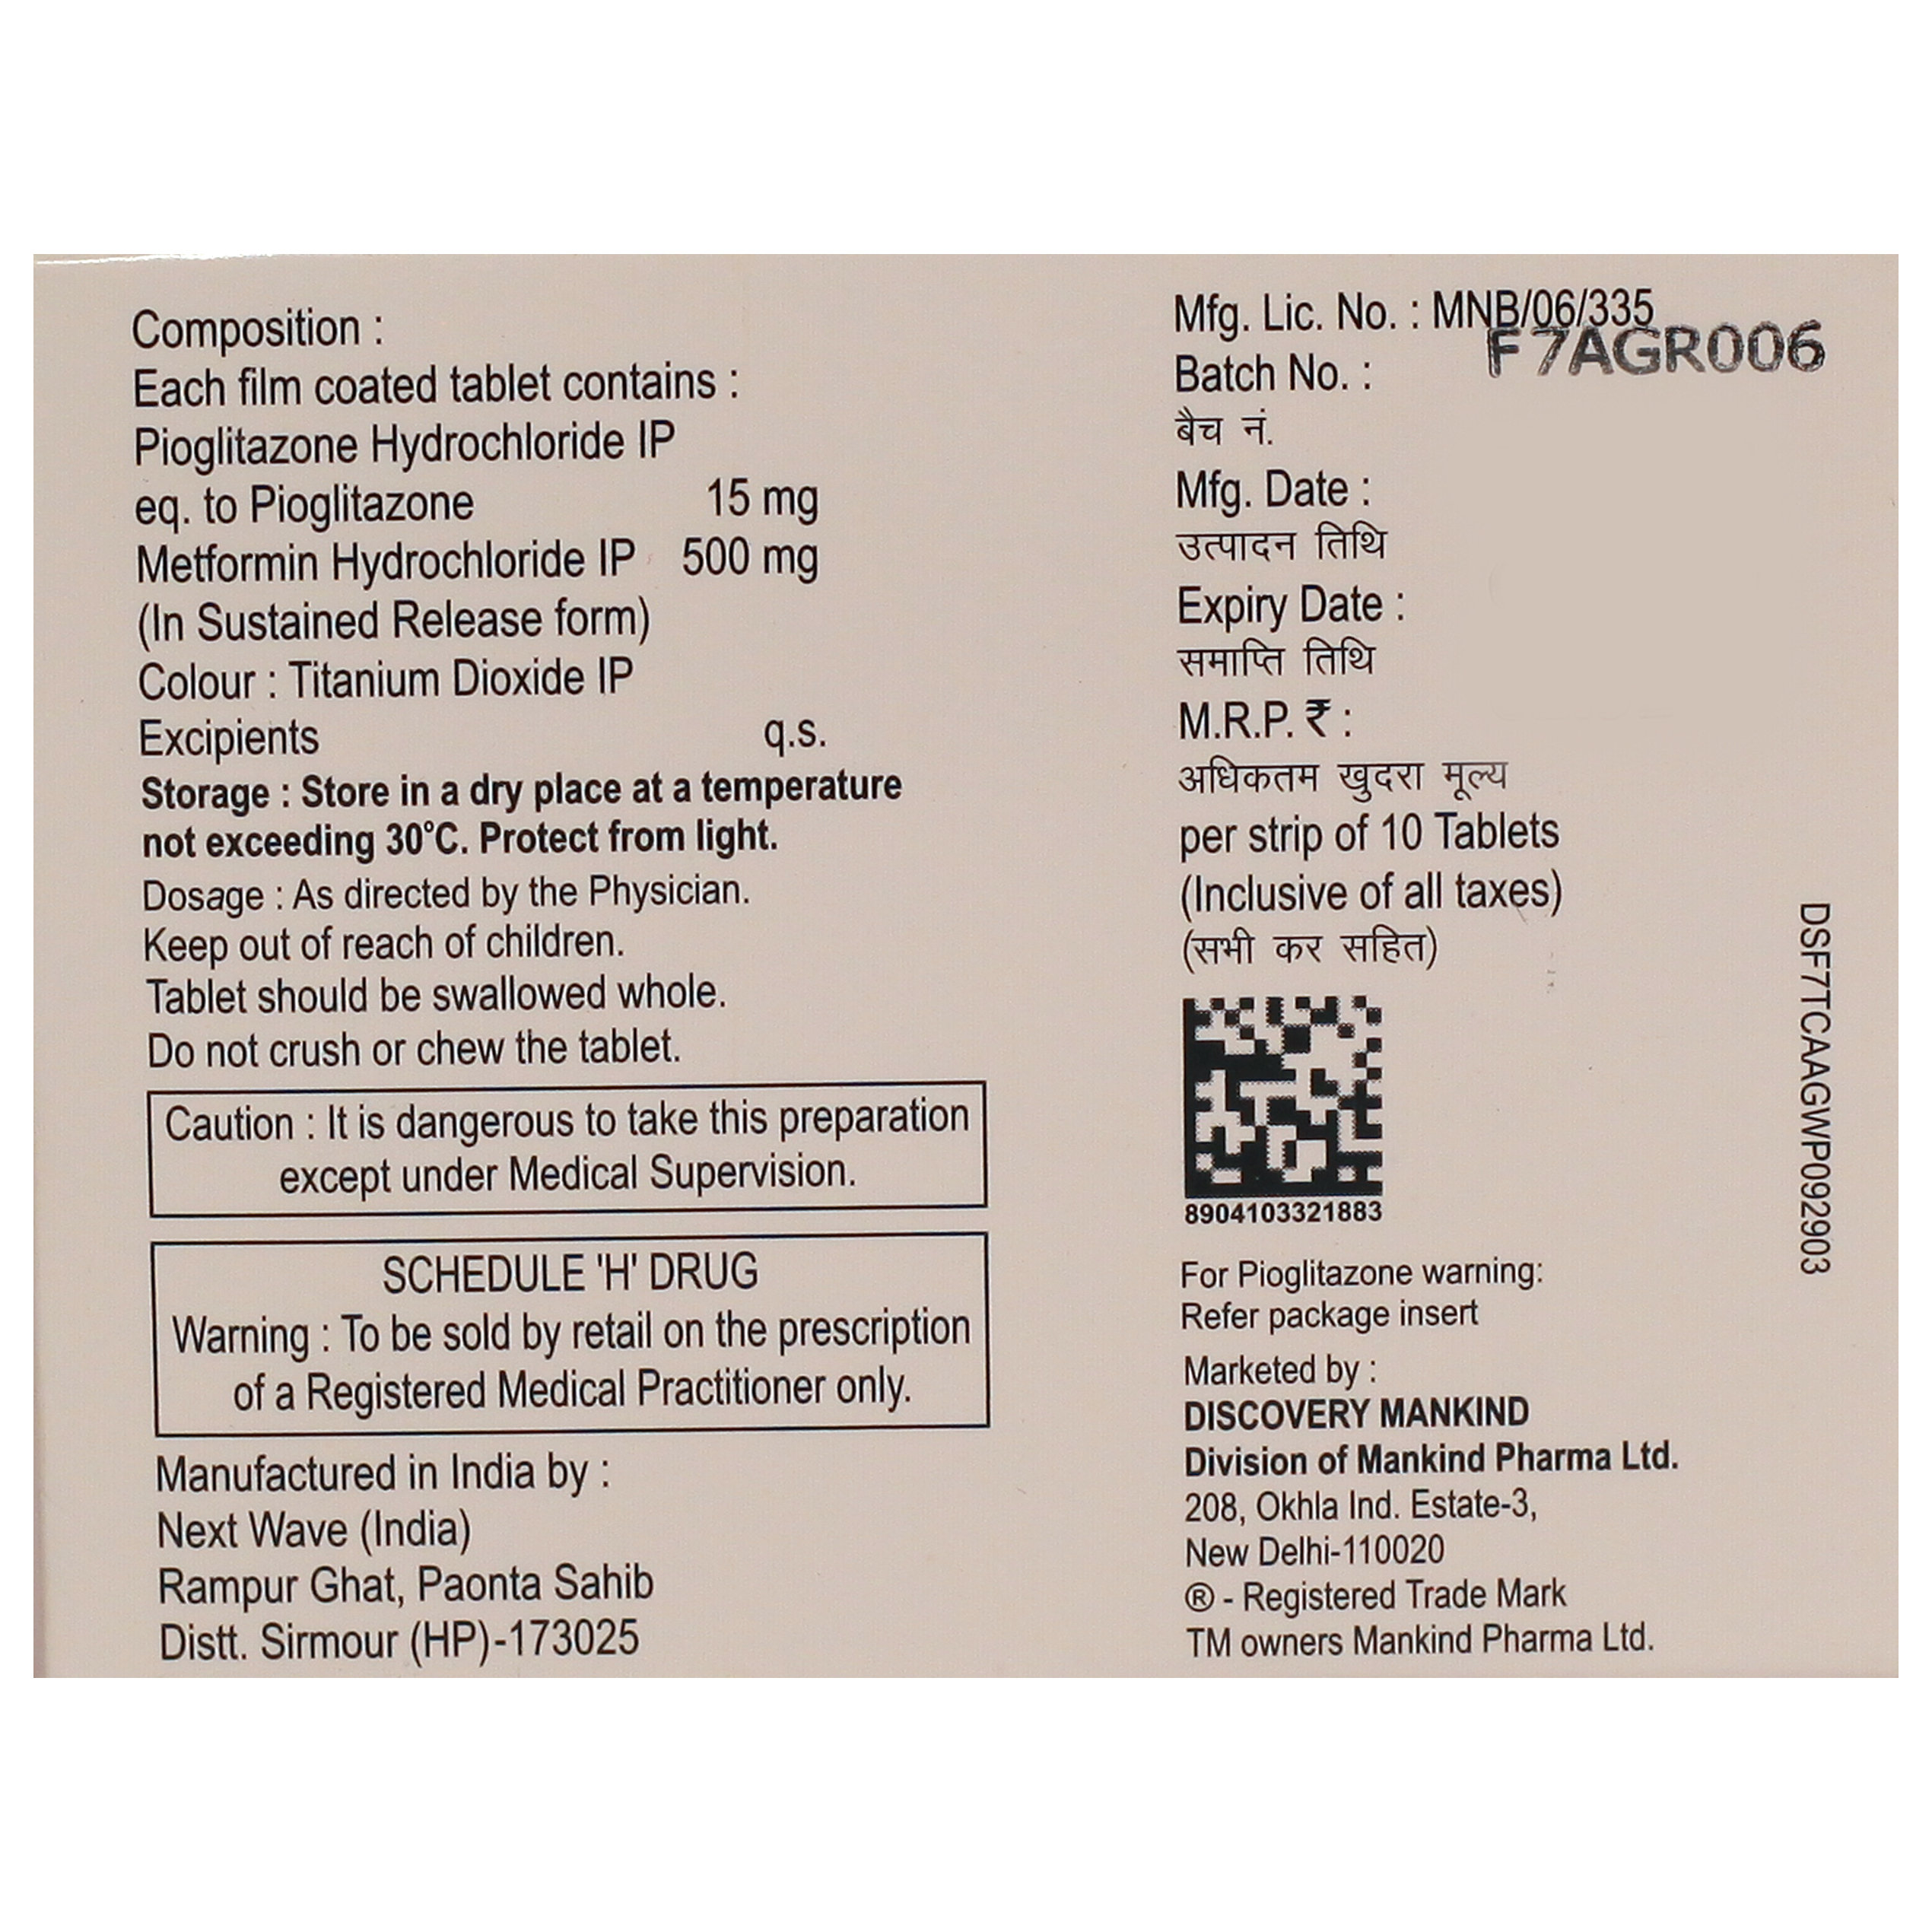 Composition :
Each film coated tablet contains :
Pioglitazone Hydrochloride IP
eq. to Pioglitazone 15 mg
Metformin Hydrochloride IP 500 mg
(In Sustained Release form)
Colour : Titanium Dioxide IP
Excipients q.s.
Storage : Store in a dry place at a temperature
not exceeding 30°C. Protect from light.
Dosage : As directed by the Physician.
Keep out of reach of children.
Tablet should be swallowed whole.
Do not crush or chew the tablet.
Caution : It is dangerous to take this preparation
except under Medical Supervision.
SCHEDULE 'H' DRUG
Warning : To be sold by retail on the prescription
of a Registered Medical Practitioner only.
Manufactured in India by :
Next Wave (India)
Rampur Ghat, Paonta Sahib
Distt. Sirmour (HP)-173025
Mfg. Lic. No. : MNB/06/335
Batch No. : F7AGR006
बैच नं.
Mfg. Date :
उत्पादन तिथि
Expiry Date :
समाप्ति तिथि
M.R.P. ₹ :
अधिकतम खुदरा मूल्य
per strip of 10 Tablets
(Inclusive of all taxes)
(सभी कर सहित)
8904103321883
For Pioglitazone warning:
Refer package insert
Marketed by :
DISCOVERY MANKIND
Division of Mankind Pharma Ltd.
208, Okhla Ind. Estate-3,
New Delhi-110020
® - Registered Trade Mark
TM owners Mankind Pharma Ltd.
DSF7TCAAGWP092903